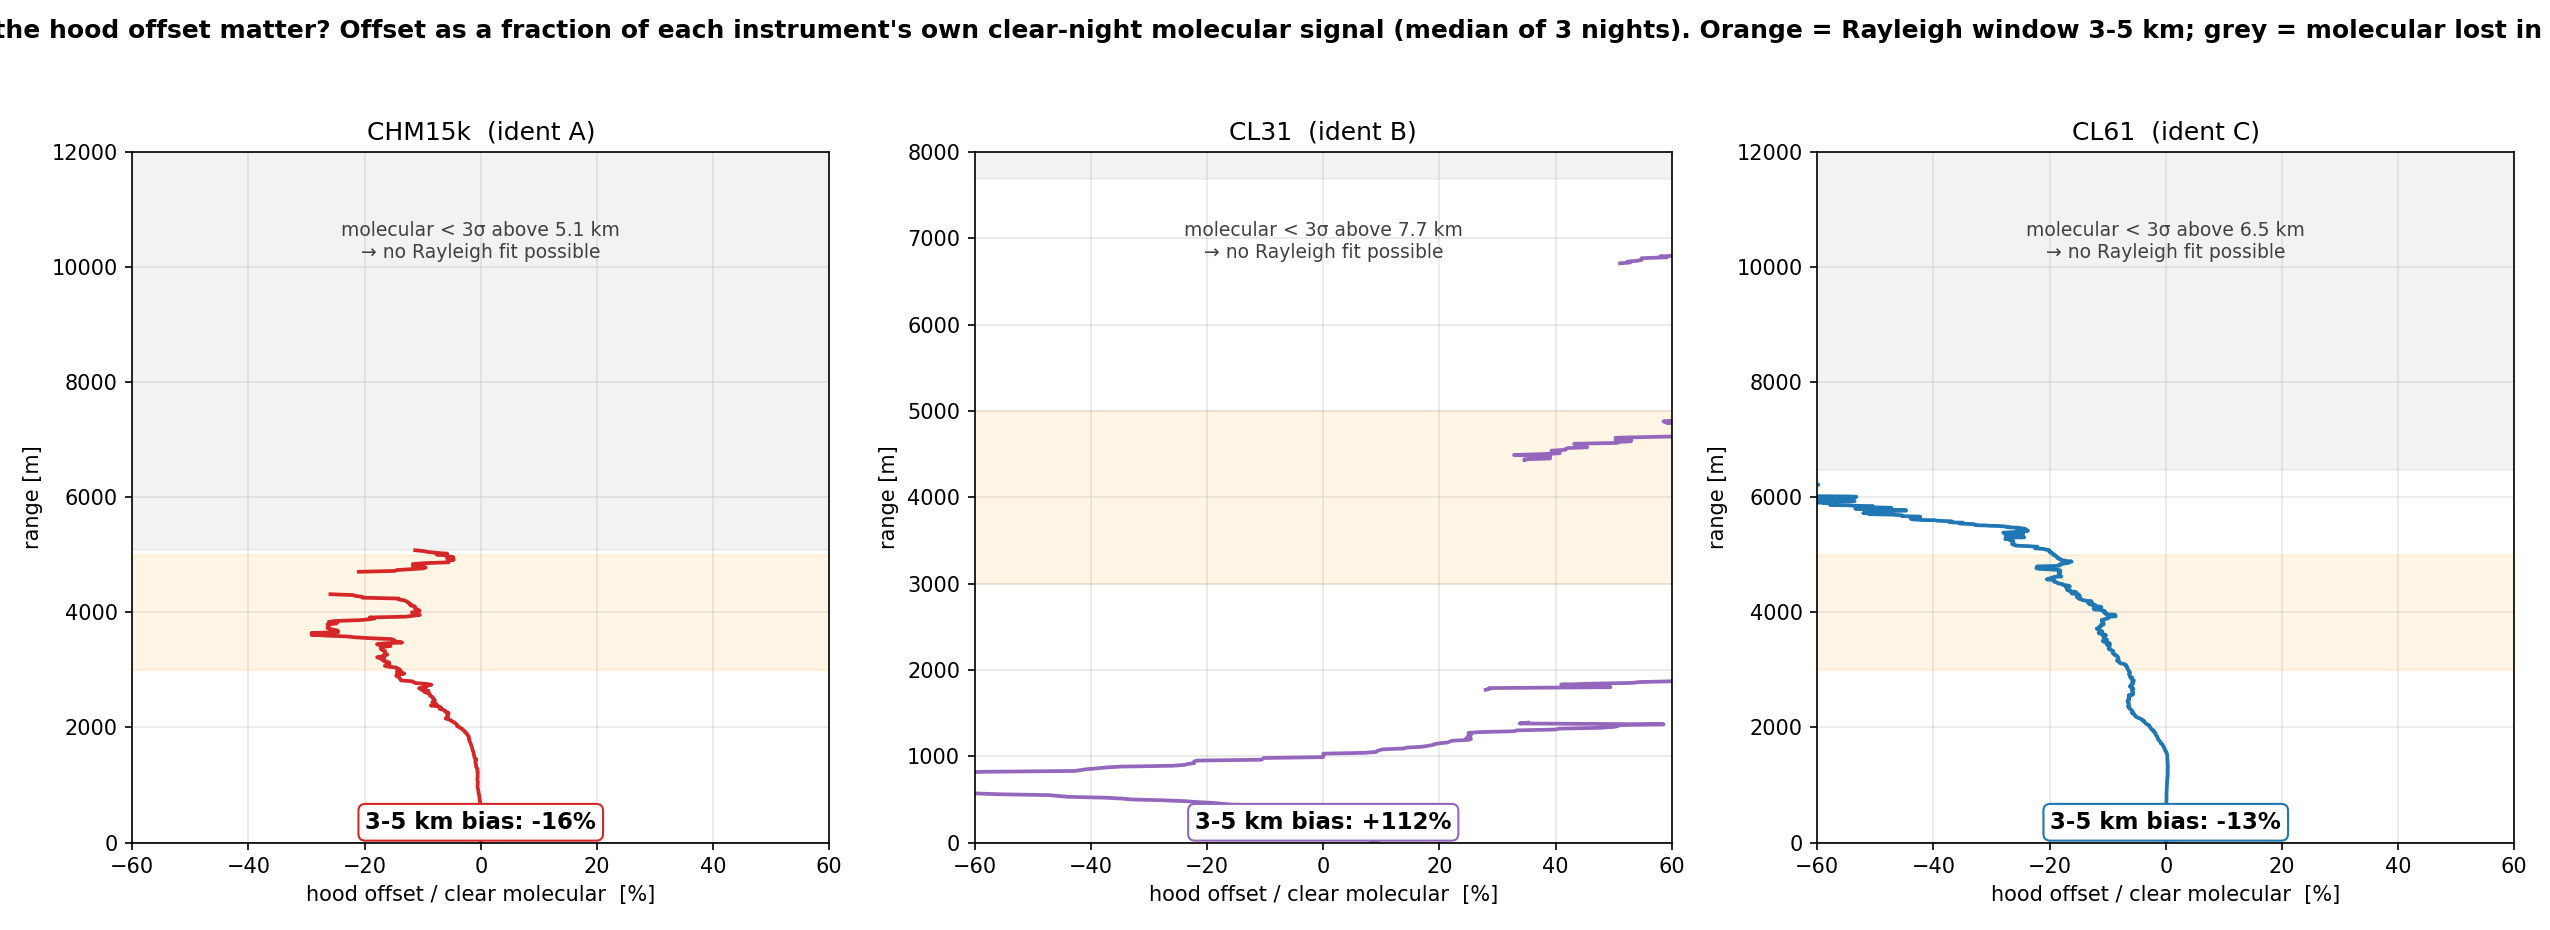 the hood offset matter? Offset as a fraction of each instrument's own clear-night molecular signal (median of 3 nights). Orange = Rayleigh window 3-5 km; grey = molecular lost in
CHM15k (ident A)
12000
10000
8000
6000
4000
2000
0
range [m]
molecular < 3σ above 5.1 km
→ no Rayleigh fit possible
3-5 km bias: -16%
−60 −40 −20 0 20 40 60
hood offset / clear molecular [%]
CL31 (ident B)
8000
7000
6000
5000
4000
3000
2000
1000
0
range [m]
molecular < 3σ above 7.7 km
→ no Rayleigh fit possible
3-5 km bias: +112%
−60 −40 −20 0 20 40 60
hood offset / clear molecular [%]
CL61 (ident C)
12000
10000
8000
6000
4000
2000
0
range [m]
molecular < 3σ above 6.5 km
→ no Rayleigh fit possible
3-5 km bias: -13%
−60 −40 −20 0 20 40 60
hood offset / clear molecular [%]